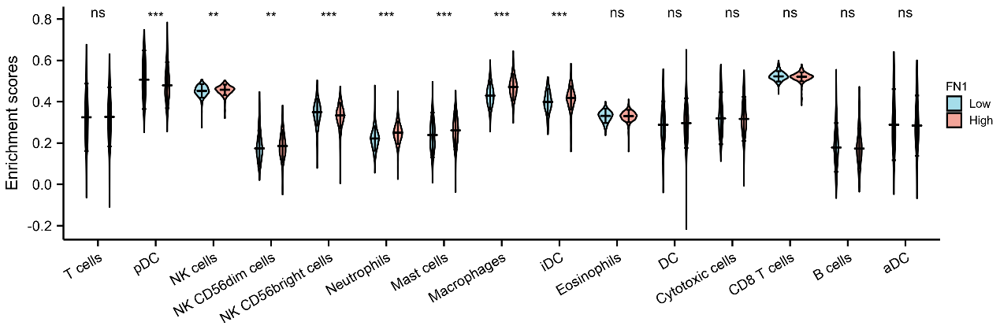 ns *** ** ** *** *** *** *** *** ns ns ns ns ns ns
Enrichment scores
0.8
0.6
0.4
0.2
0.0
-0.2
FN1
Low
High
T cells
pDC
NK cells
NK CD56dim cells
NK CD56bright cells
Neutrophils
Mast cells
Macrophages
iDC
Eosinophils
DC
Cytotoxic cells
CD8 T cells
B cells
aDC